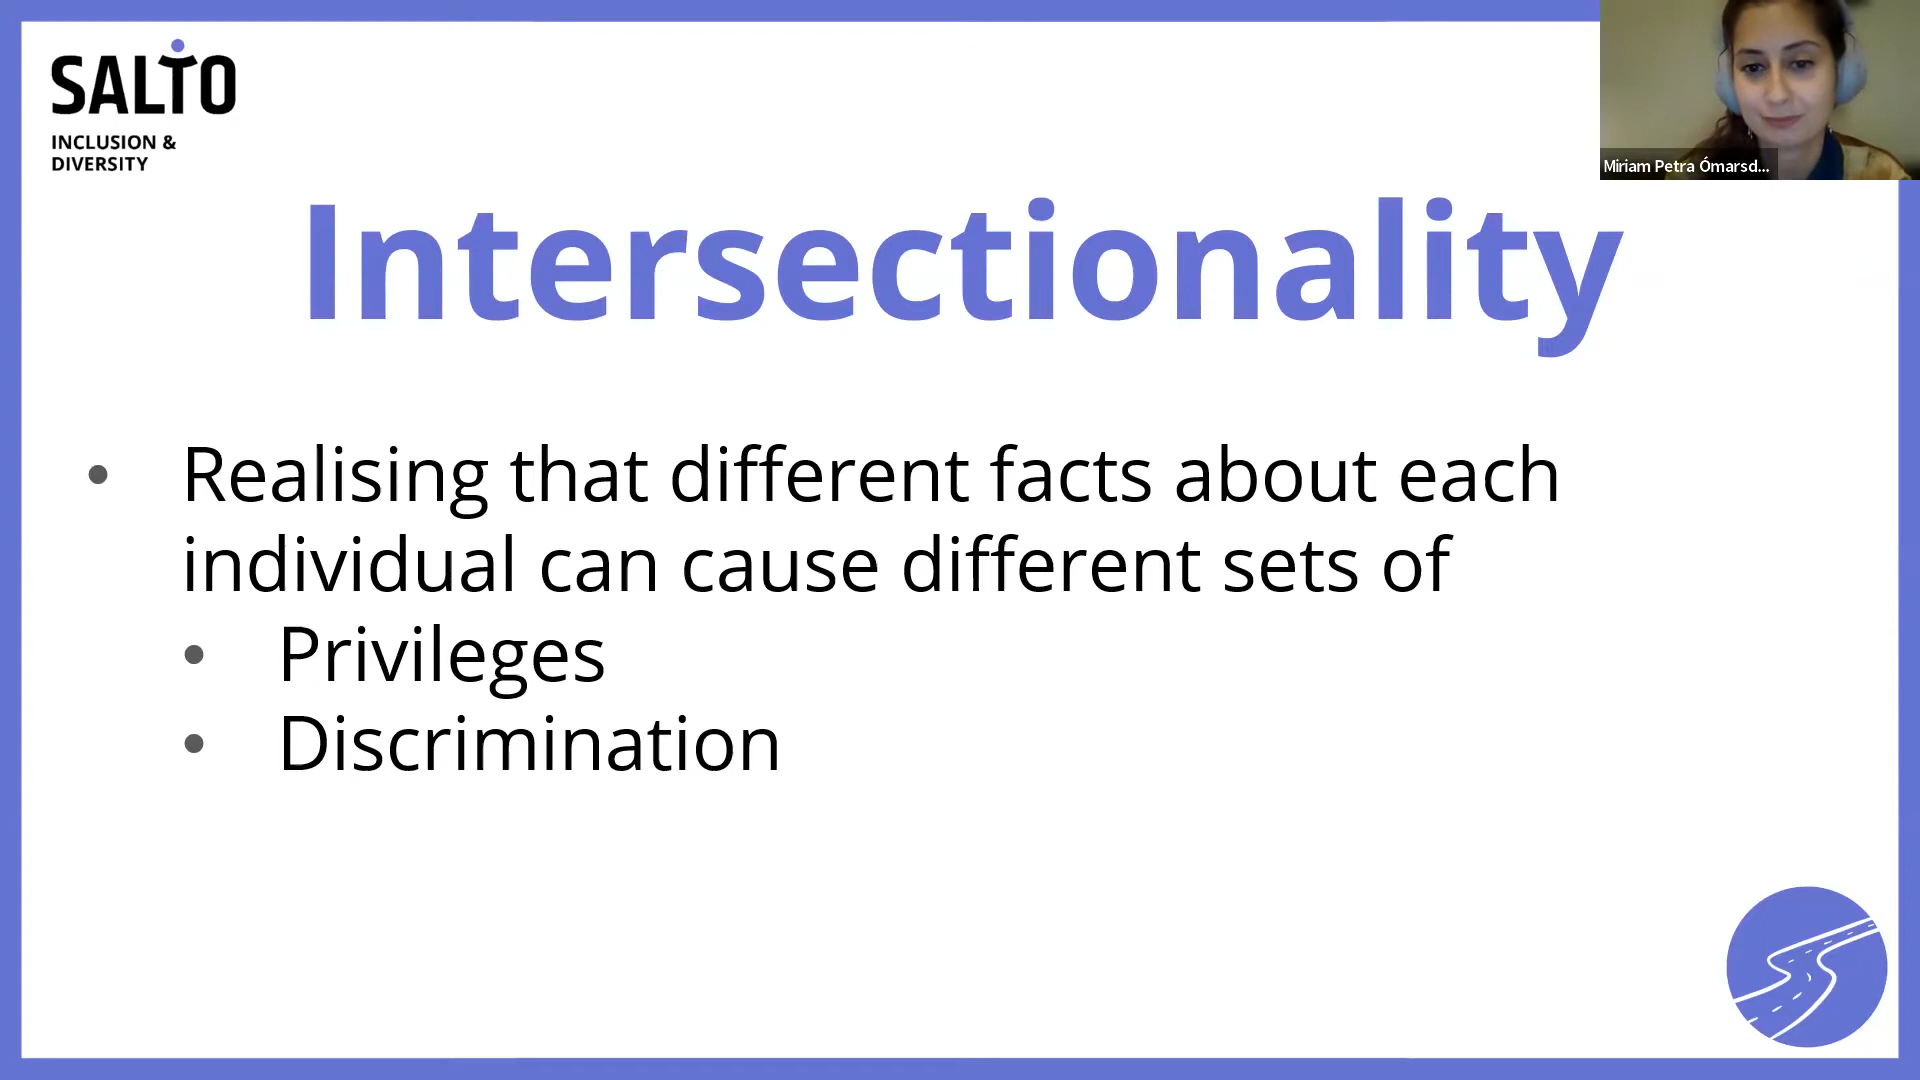 SALTO
INCLUSION &
DIVERSITY
Miriam Petra Ómarsd...
Intersectionality
• Realising that different facts about each
individual can cause different sets of
• Privileges
• Discrimination